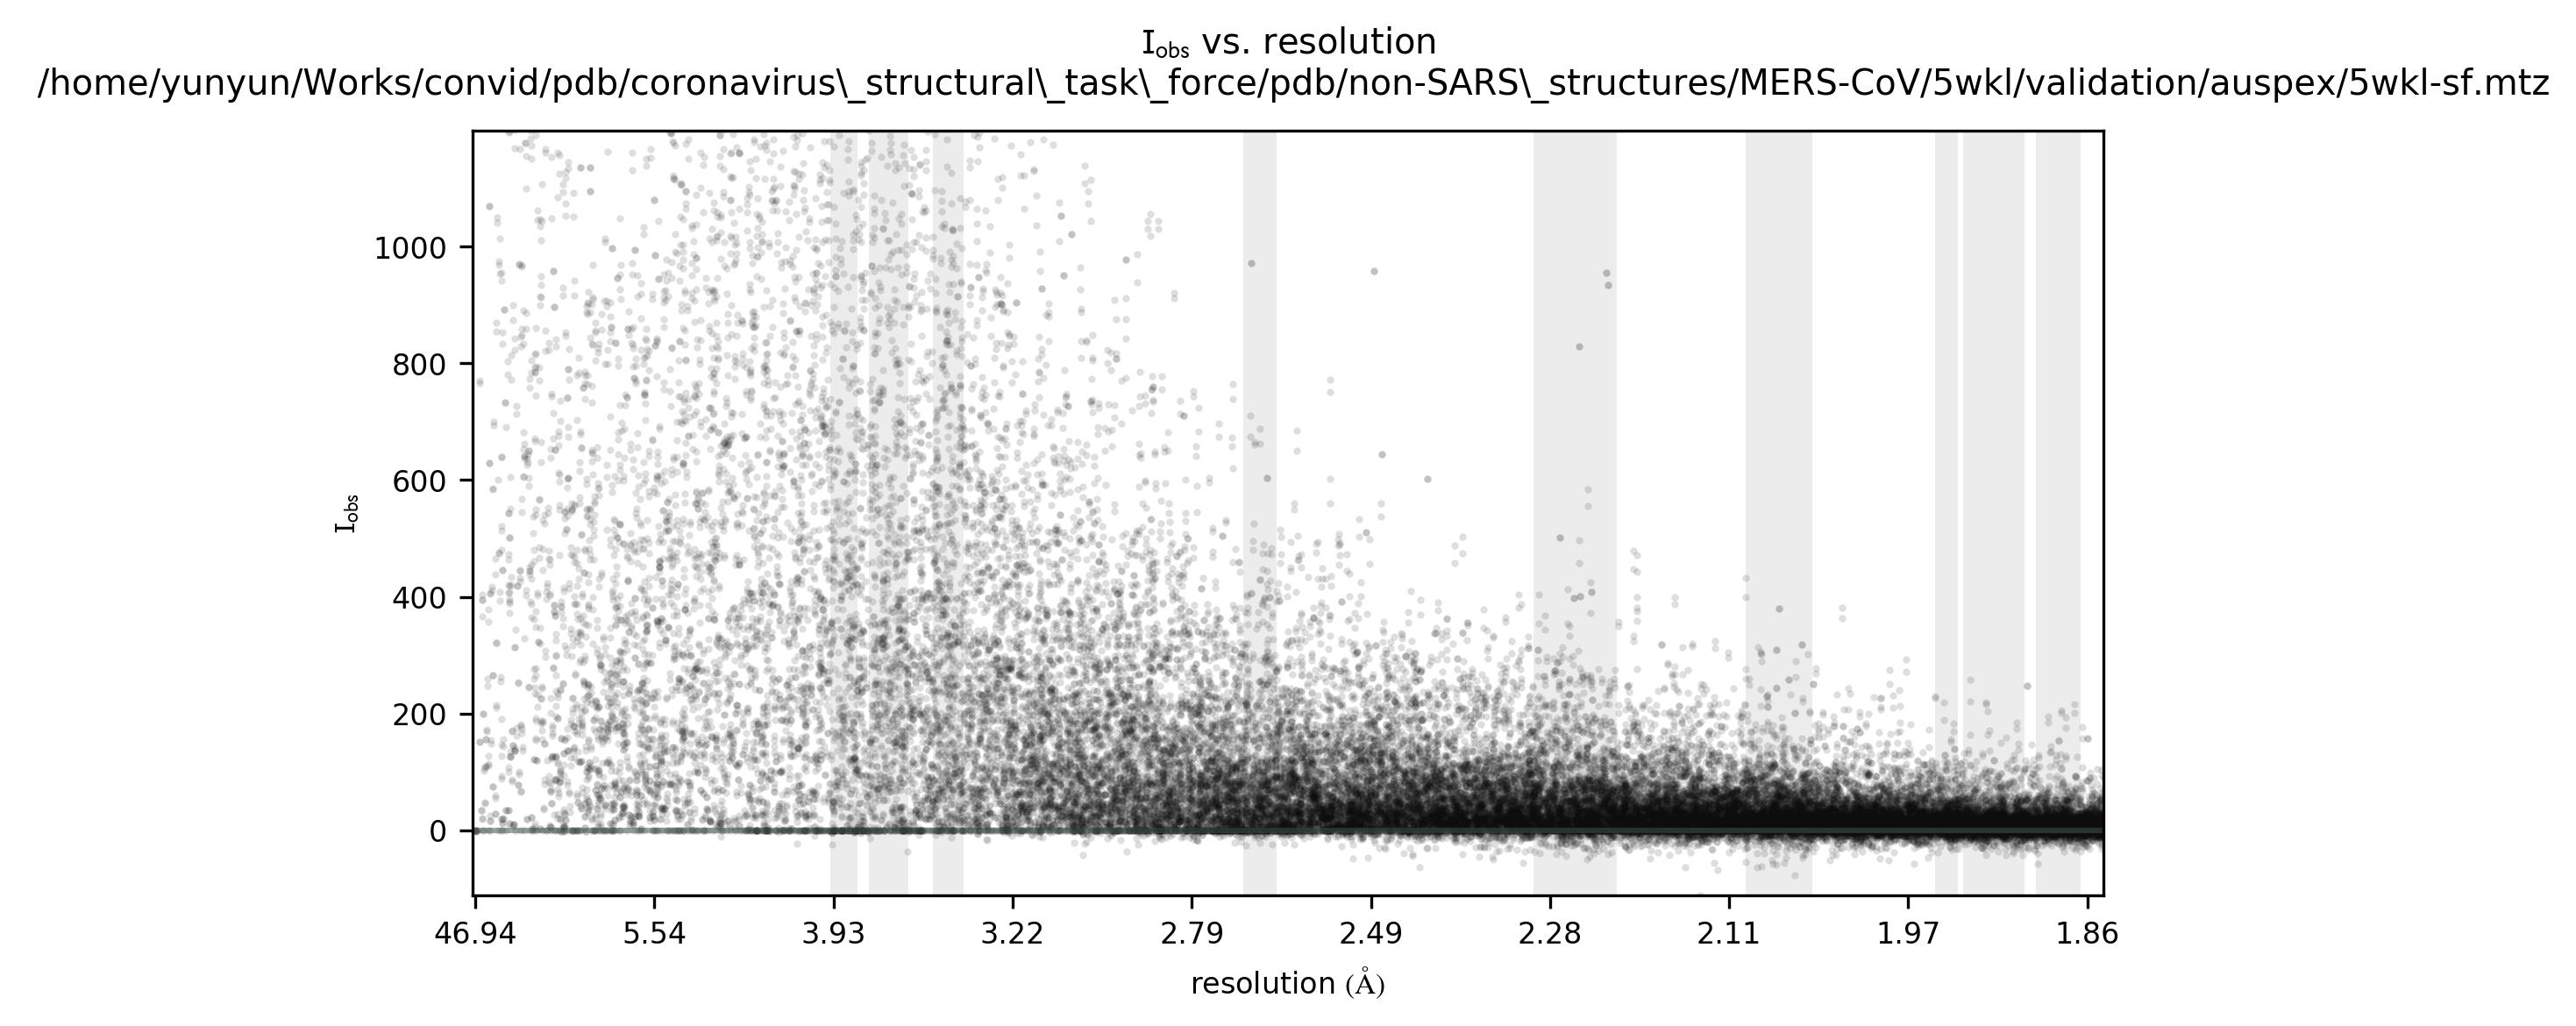 Iobs vs. resolution
/home/yunyun/Works/convid/pdb/coronavirus\_structural\_task\_force/pdb/non-SARS\_structures/MERS-CoV/5wkl/validation/auspex/5wkl-sf.mtz
1000
800
600
400
200
0
Iobs
46.94 5.54 3.93 3.22 2.79 2.49 2.28 2.11 1.97 1.86
resolution (Å)